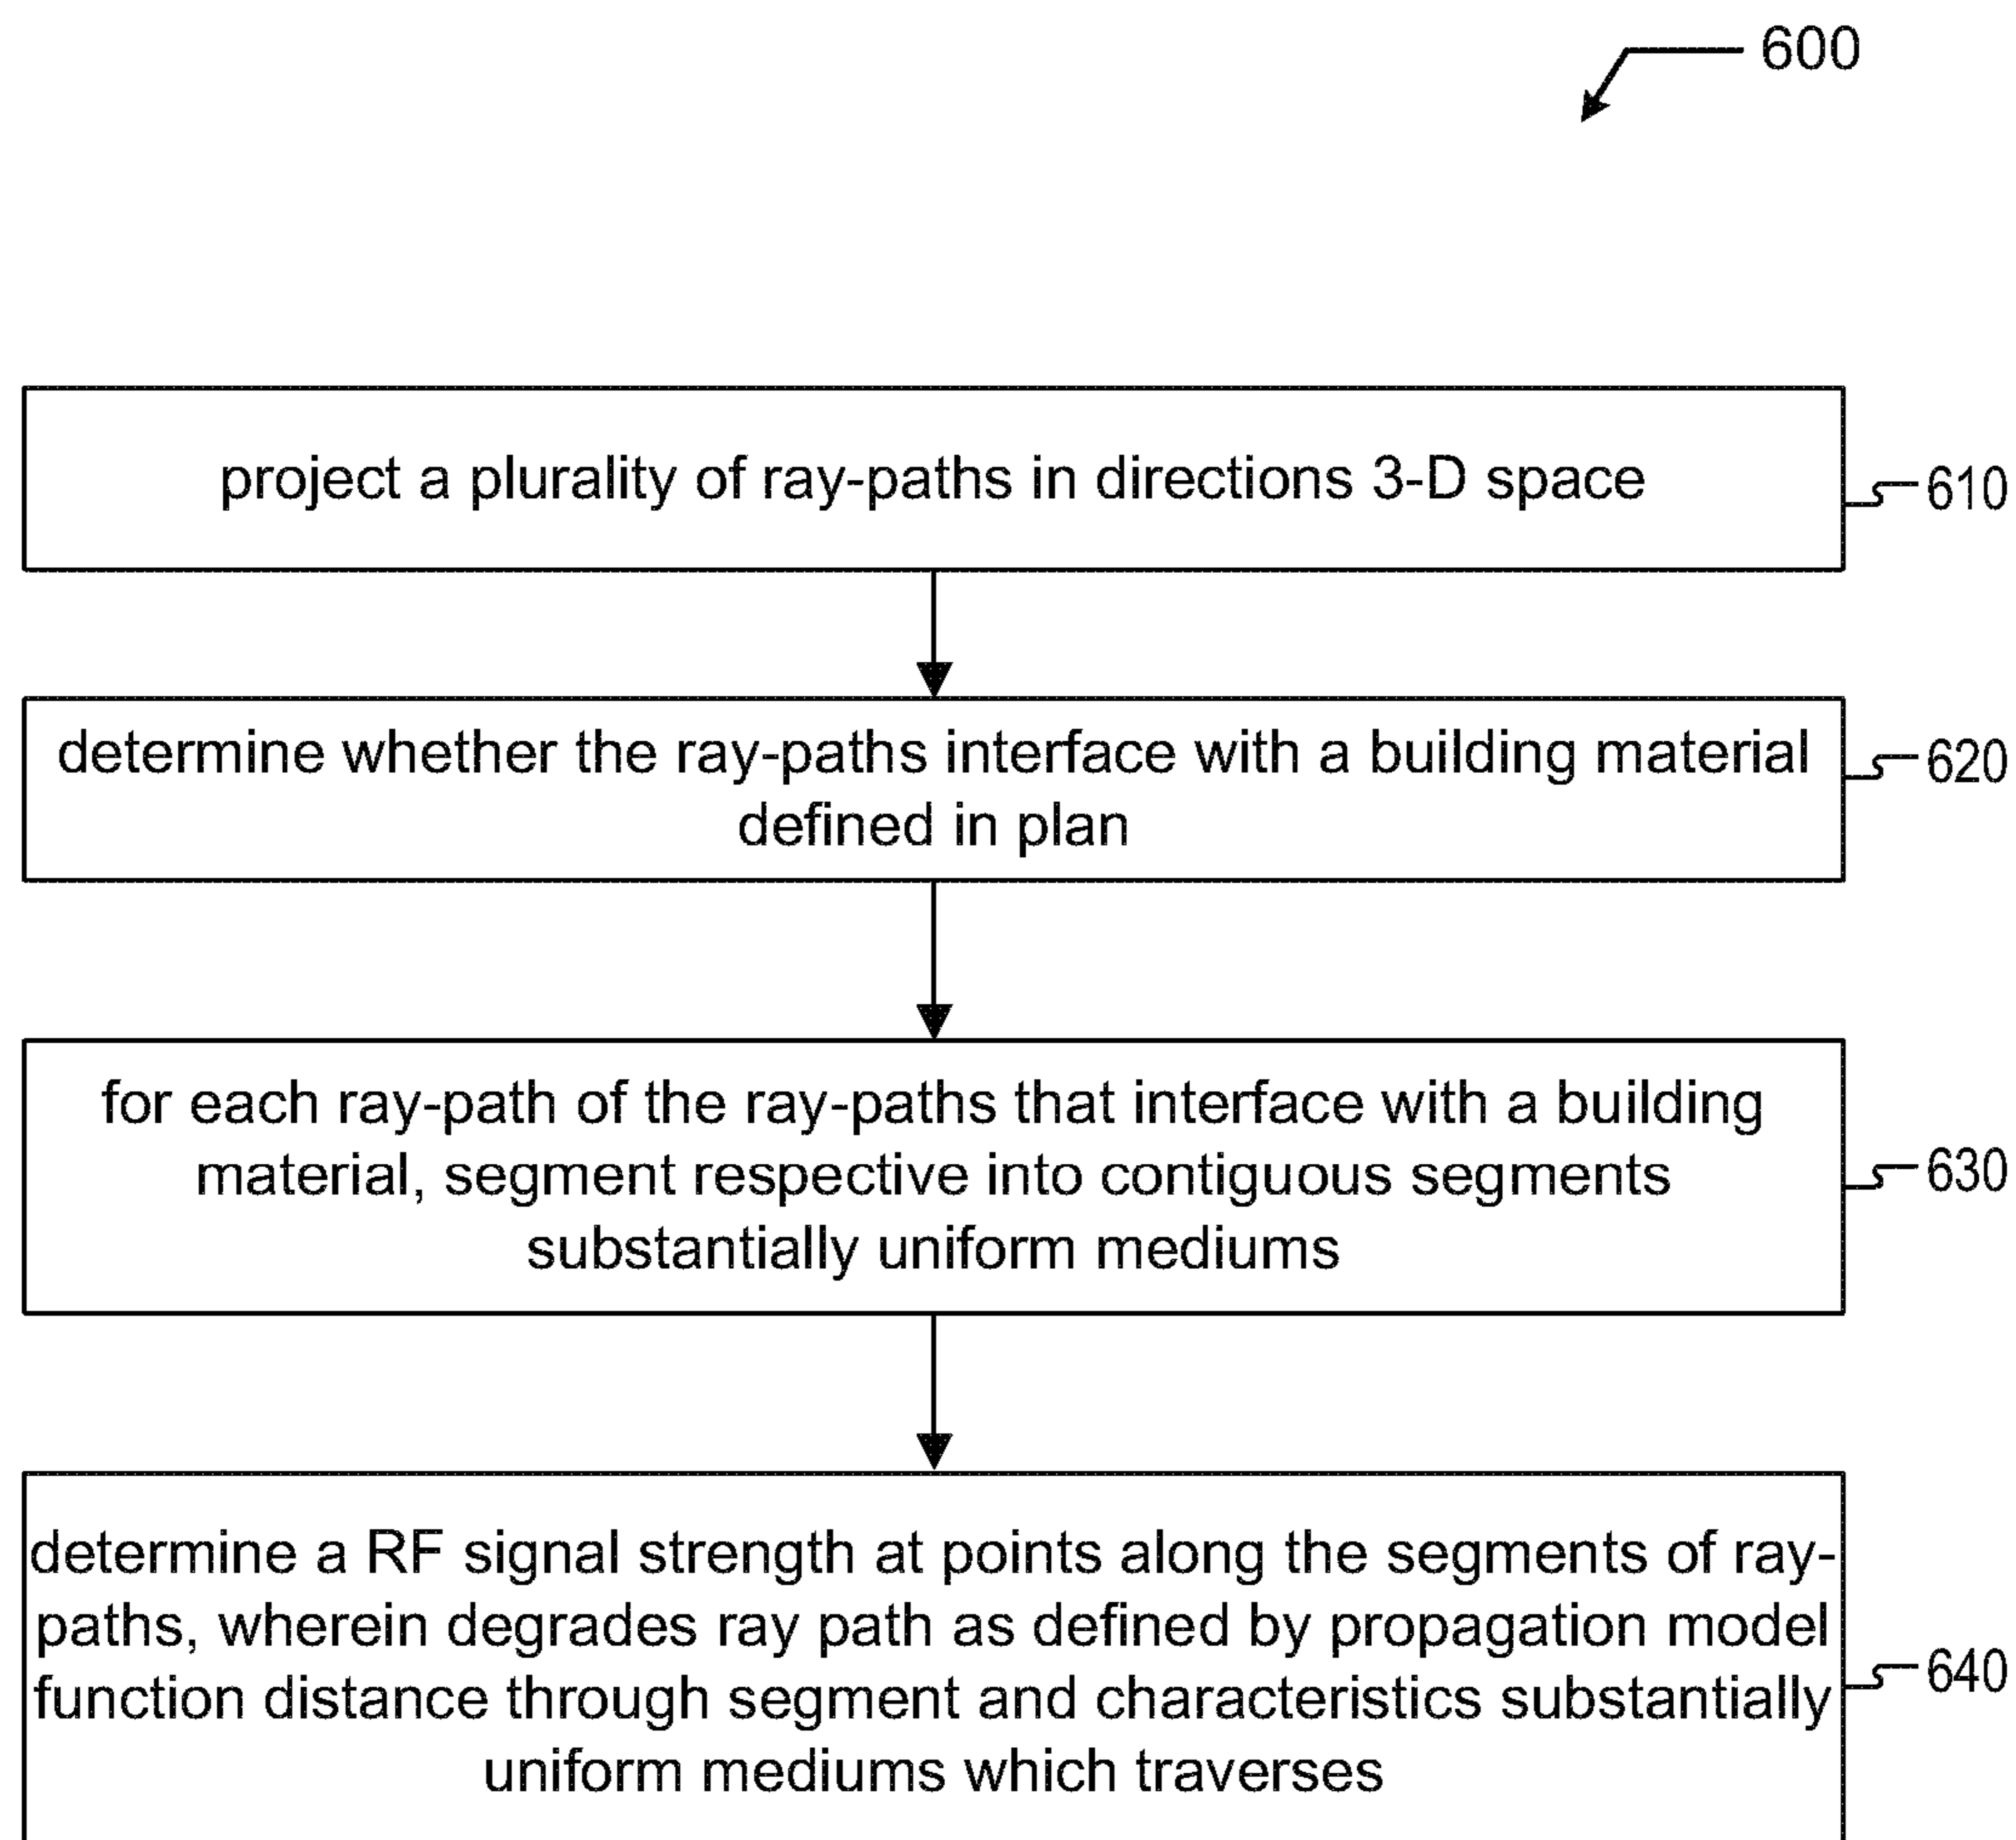 600
project a plurality of ray-paths in directions 3-D space
610
determine whether the ray-paths interface with a building material
defined in plan
620
for each ray-path of the ray-paths that interface with a building
material, segment respective into contiguous segments
substantially uniform mediums
630
determine a RF signal strength at points along the segments of ray-
paths, wherein degrades ray path as defined by propagation model
function distance through segment and characteristics substantially
uniform mediums which traverses
640